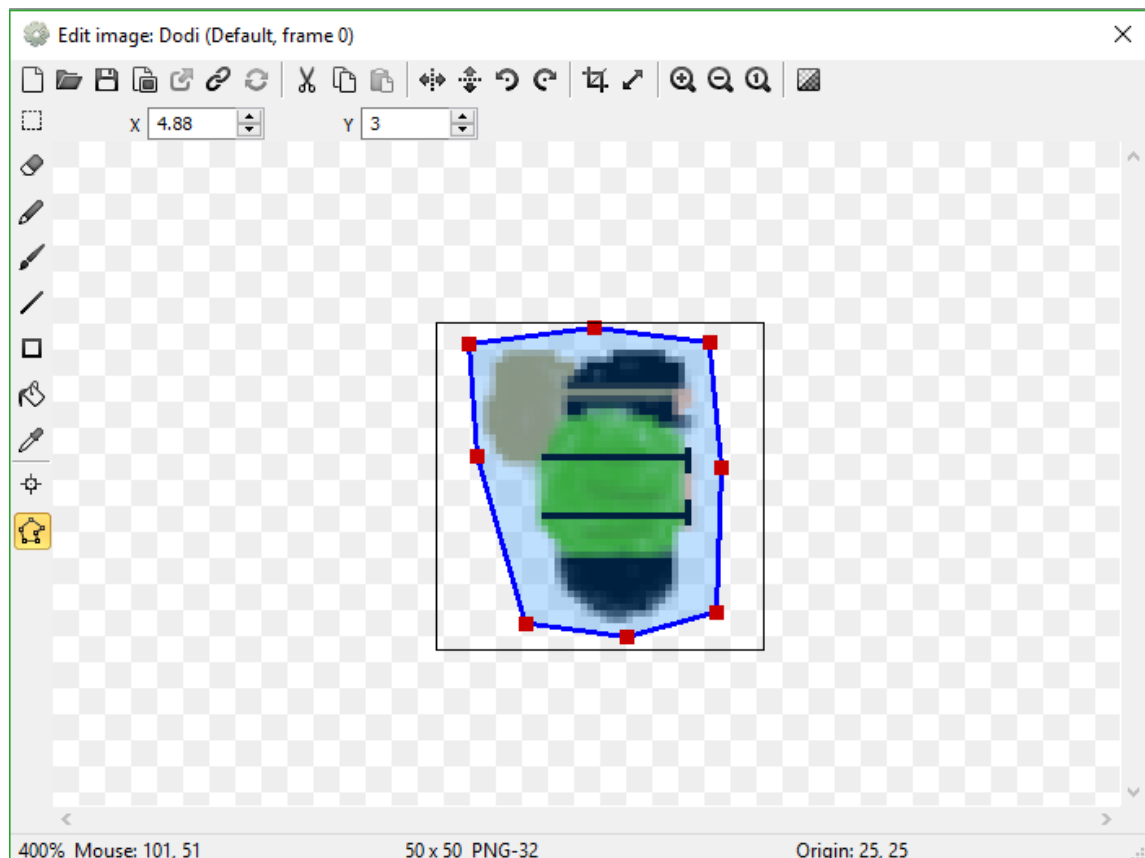 Edit image: Dodi (Default, frame 0)
X 4.88 Y 3
400% Mouse: 101, 51 50 x 50 PNG-32 Origin: 25, 25